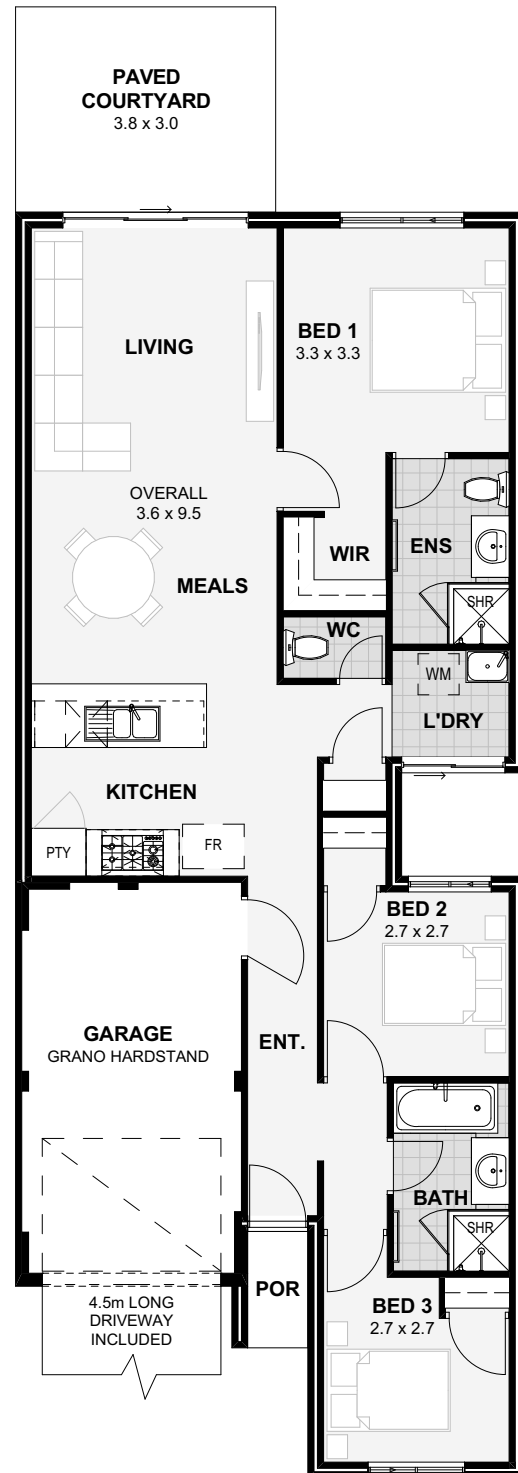 PAVED
COURTYARD
3.8 x 3.0
LIVING
BED 1
3.3 x 3.3
OVERALL
3.6 x 9.5
MEALS
WIR
ENS
SHR
WC
WM
L'DRY
KITCHEN
PTY
FR
BED 2
2.7 x 2.7
GARAGE
GRANO HARDSTAND
ENT.
BATH
SHR
POR
4.5m LONG
DRIVEWAY
INCLUDED
BED 3
2.7 x 2.7